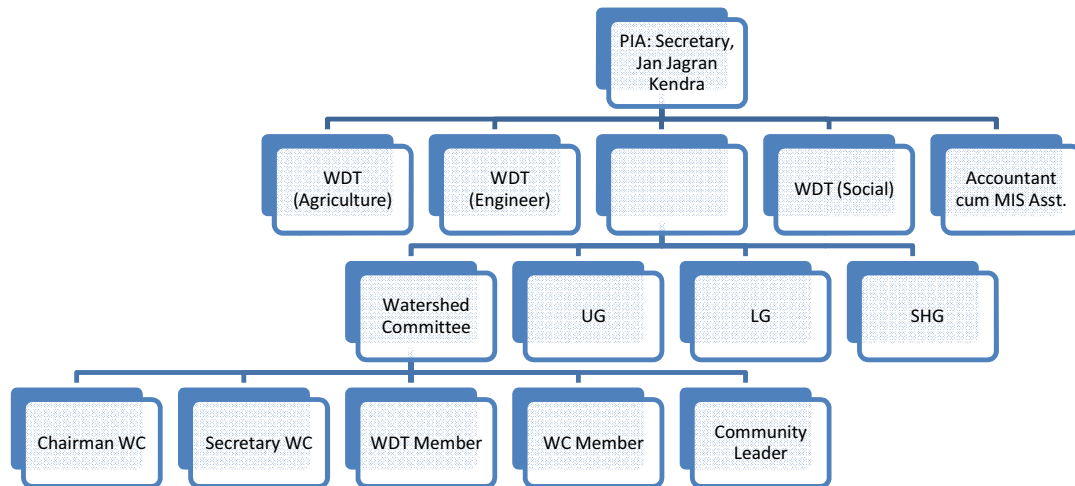 PIA: Secretary,
Jan Jagran
Kendra
WDT
(Agriculture)
WDT
(Engineer)
WDT (Social)
Accountant
cum MIS Asst.
Watershed
Committee
UG
LG
SHG
Chairman WC
Secretary WC
WDT Member
WC Member
Community
Leader